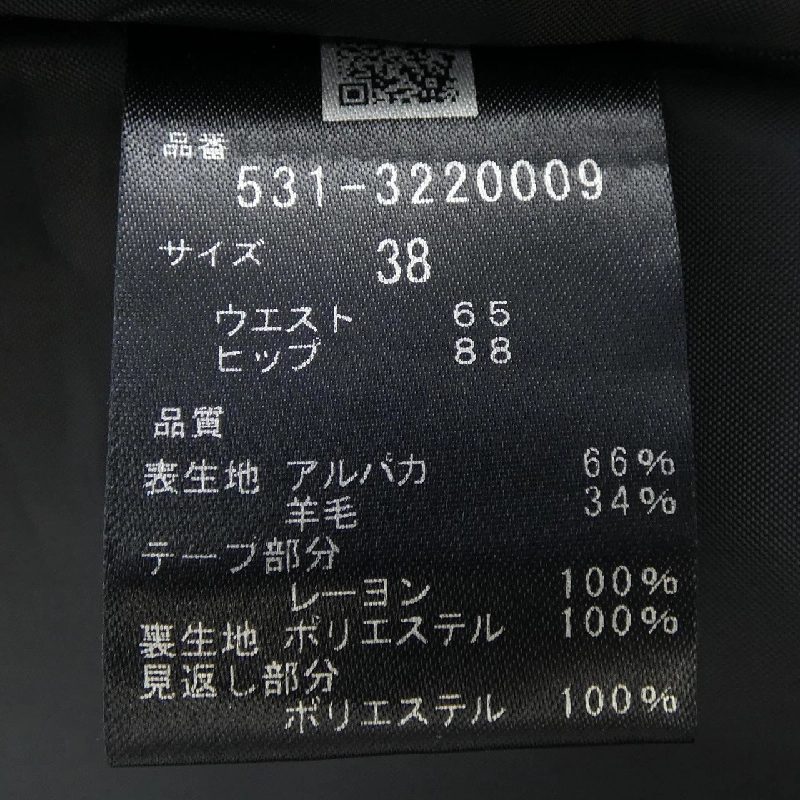 品番
531-3220009
サイズ 38
ウエスト 65
ヒップ 88
品質
表生地 アルパカ 66%
羊毛 34%
テープ部分
レーヨン 100%
裏生地 ポリエステル 100%
見返し部分
ポリエステル 100%